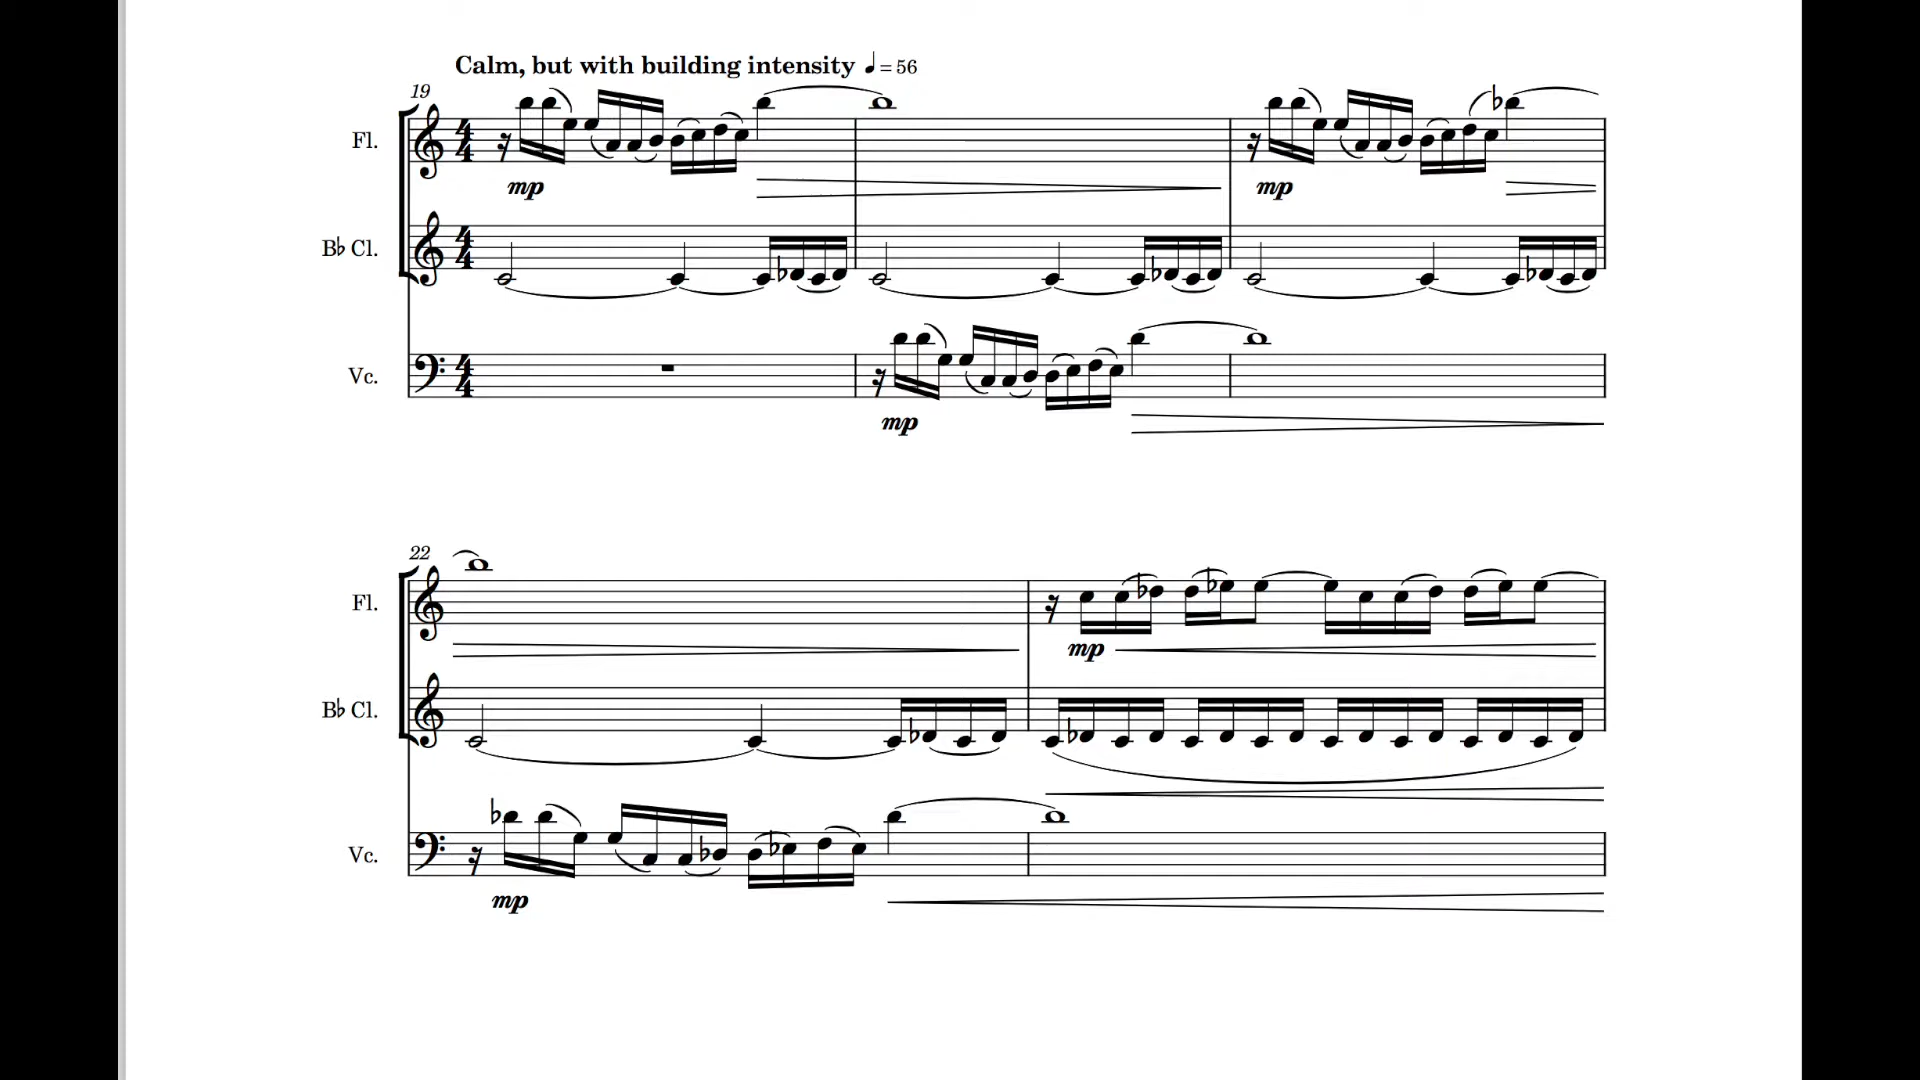 Calm, but with building intensity ♩ = 56
19
Fl.
mp
mp
B♭ Cl.
Vc.
mp
22
Fl.
mp
B♭ Cl.
Vc.
mp